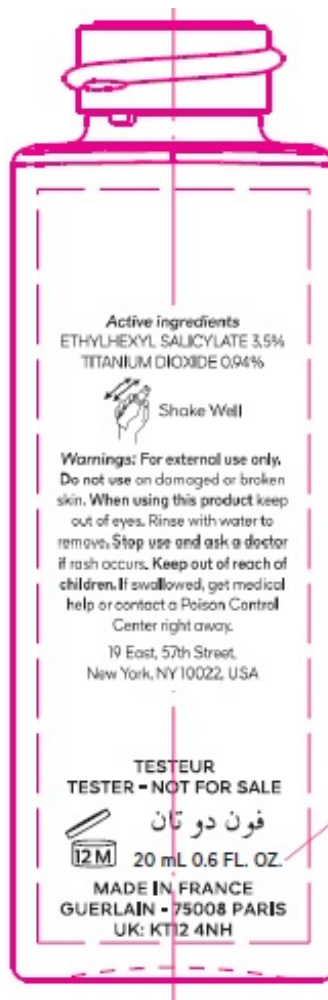 Active ingredients
ETHYLHEXYL SALICYLATE 3,5%
TITANIUM DIOXIDE 0.94%
Shake Well
Warnings: For external use only.
Do not use on damaged or broken
skin. When using this product keep
out of eyes. Rinse with water to
remove. Stop use and ask a doctor
if rash occurs. Keep out of reach of
children. If swallowed, get medical
help or contact a Poison Control
Center right away.
19 East, 57th Street,
New York, NY 10022, USA
TESTEUR
TESTER - NOT FOR SALE
فون دو تان
12 M
20 mL 0.6 FL. OZ.
MADE IN FRANCE
GUERLAIN - 75008 PARIS
UK: KT12 4NH